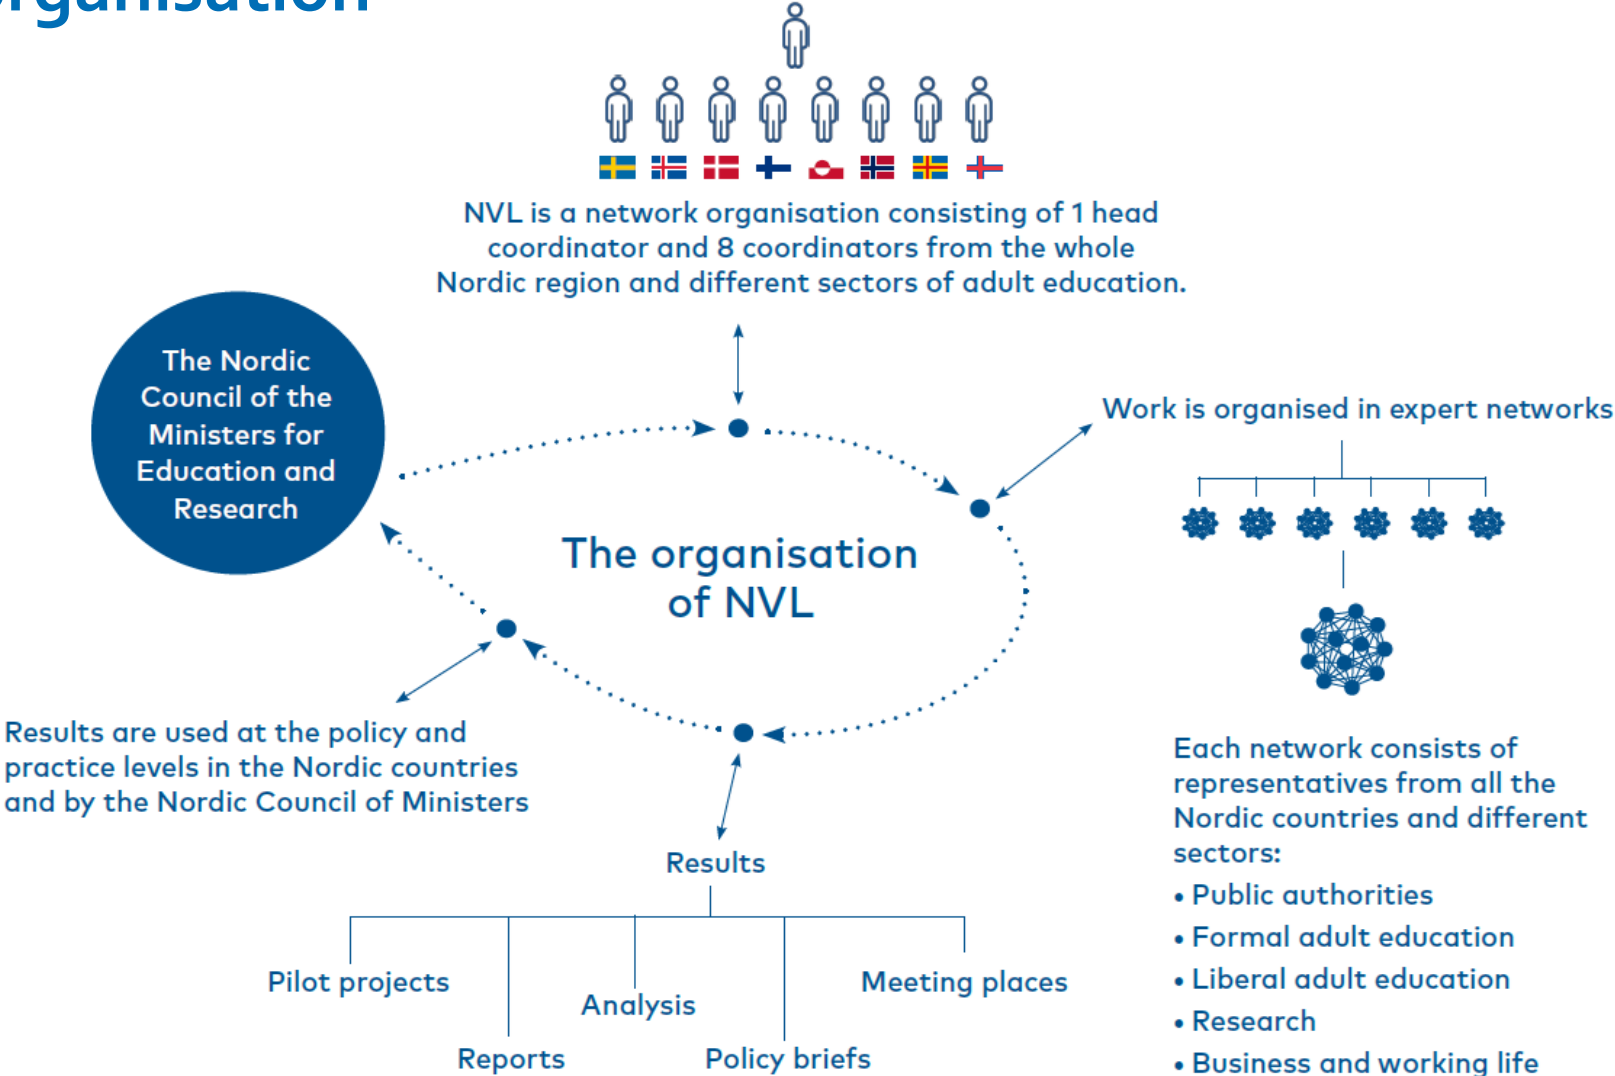 organisation
NVL is a network organisation consisting of 1 head
coordinator and 8 coordinators from the whole
Nordic region and different sectors of adult education.
The Nordic
Council of the
Ministers for
Education and
Research
Work is organised in expert networks
The organisation
of NVL
Results are used at the policy and
practice levels in the Nordic countries
and by the Nordic Council of Ministers
Each network consists of
representatives from all the
Nordic countries and different
sectors:
• Public authorities
• Formal adult education
• Liberal adult education
• Research
• Business and working life
Results
Pilot projects
Analysis
Meeting places
Reports
Policy briefs